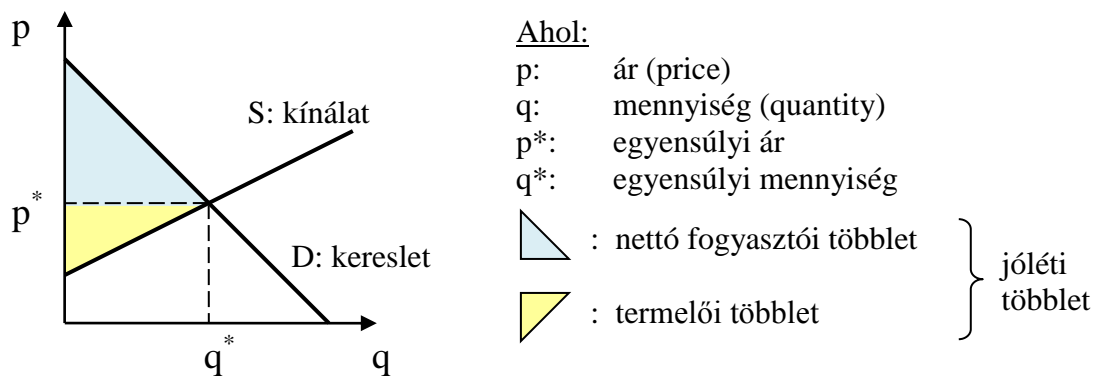 p
S: kínálat
p*
D: kereslet
q*
q
Ahol:
p: ár (price)
q: mennyiség (quantity)
p*: egyensúlyi ár
q*: egyensúlyi mennyiség
: nettó fogyasztói többlet
: termelői többlet
jóléti
többlet